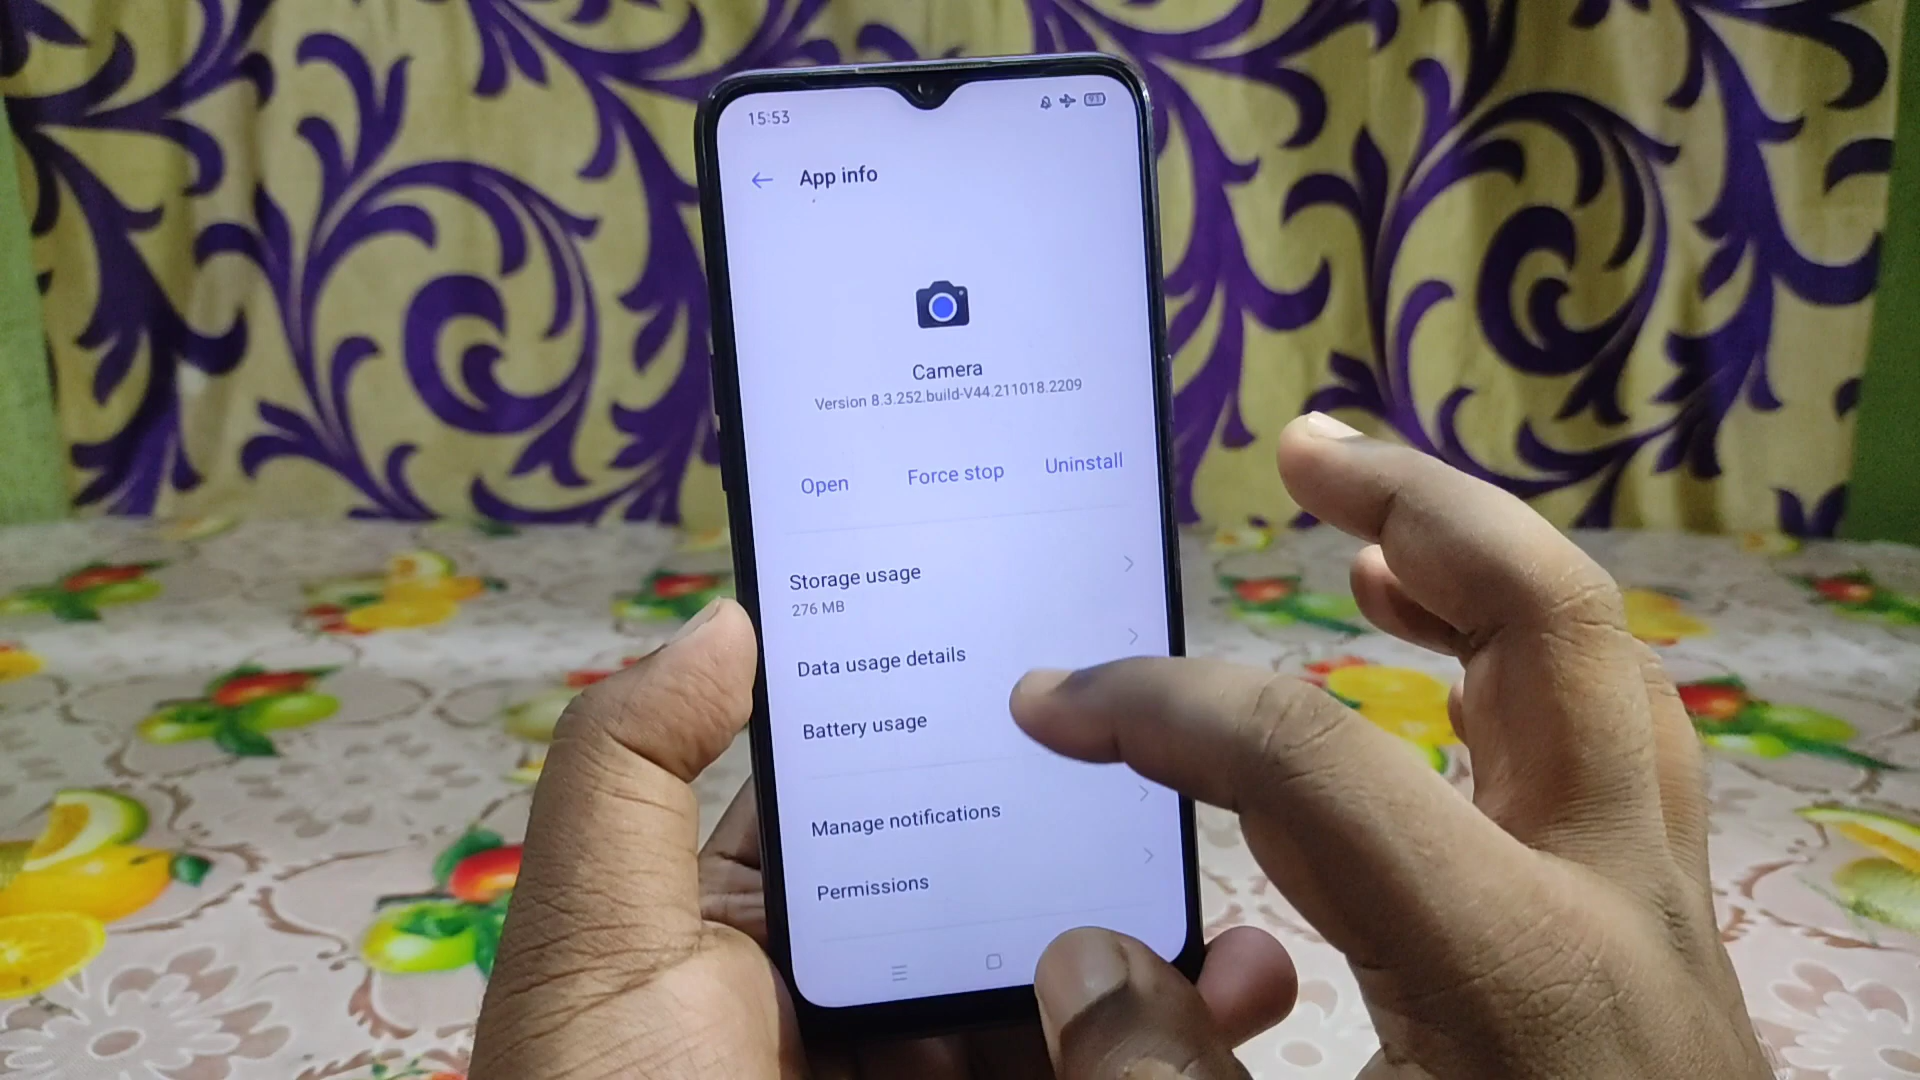 15:53
App info
Camera
Version 8.3.252.build-V44.211018.2209
Open
Force stop
Uninstall
Storage usage
276 MB
Data usage details
Battery usage
Manage notifications
Permissions